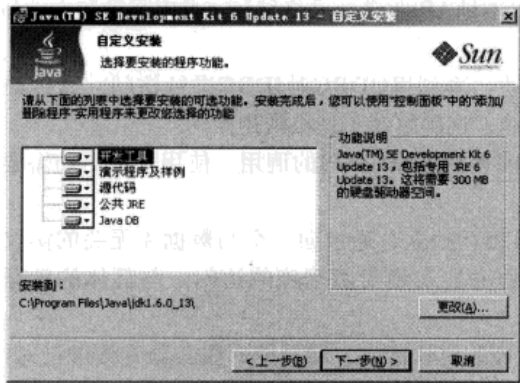 Java(TM) SE Development Kit 6 Update 13 - 自定义安装
Java
自定义安装
选择要安装的程序功能。
Sun
microsystems
请从下面的列表中选择要安装的可选功能。安装完成后，您可以使用"控制面板"中的"添加/
删除程序"实用程序来更改您选择的功能
开发工具
演示程序及样例
源代码
公共 JRE
Java DB
功能说明
Java(TM) SE Development Kit 6
Update 13，包括专用 JRE 6
Update 13。这将需要 300 MB
的硬盘驱动器空间。
安装到：
C:\Program Files\Java\jdk1.6.0_13\
更改(A)...
< 上一步(B)
下一步(N) >
取消